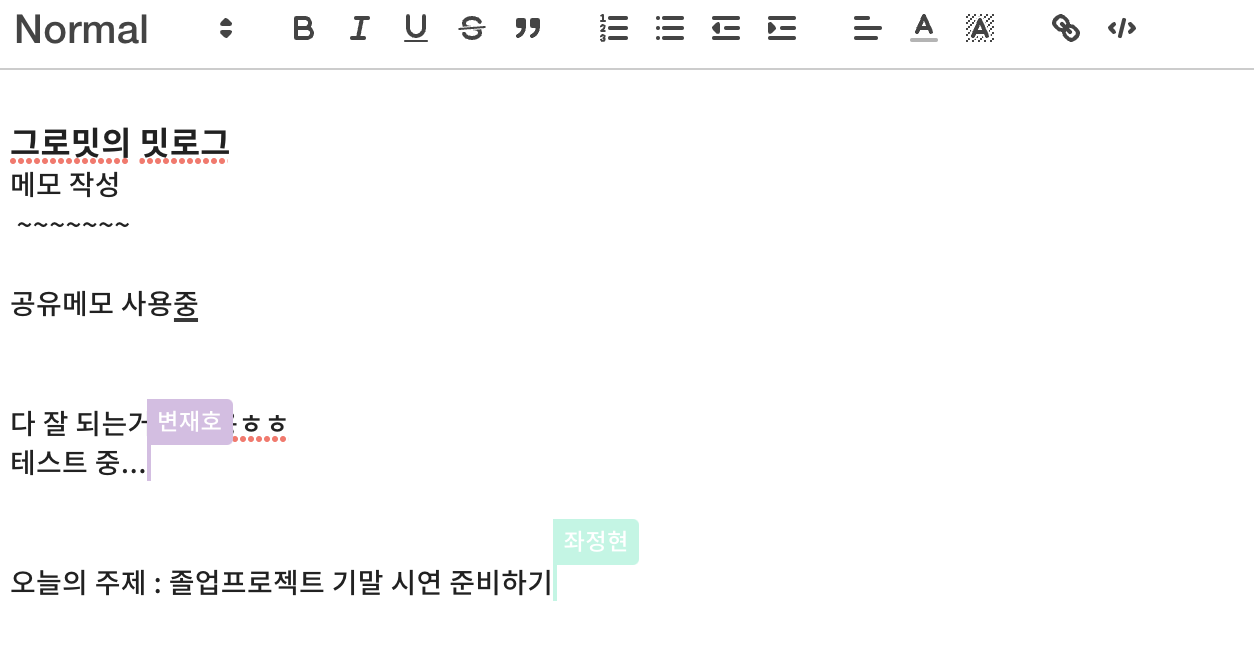 Normal
그로밋의 밋로그
메모 작성
~~~~~~~
공유메모 사용중
변재호
다 잘 되는거 ㅎㅎ
테스트 중...
좌정현
오늘의 주제 : 졸업프로젝트 기말 시연 준비하기